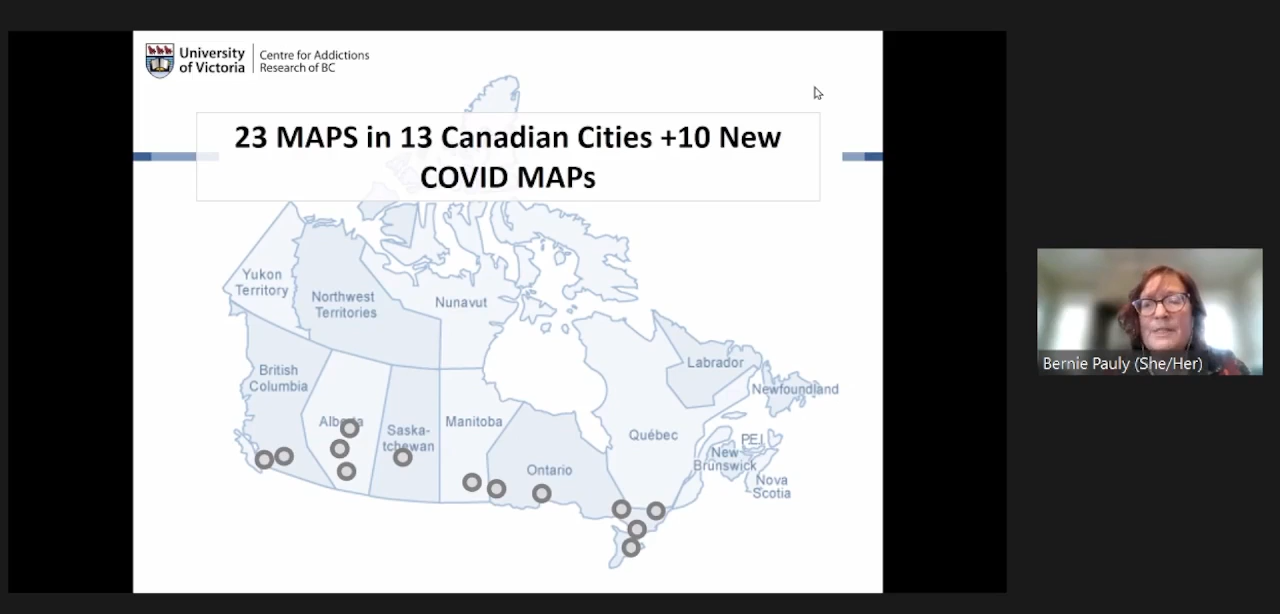 University
of Victoria
Centre for Addictions
Research of BC
23 MAPS in 13 Canadian Cities +10 New
COVID MAPs
Yukon
Territory
Northwest
Territories
Nunavut
British
Columbia
Alberta
Saska-
tchewan
Manitoba
Ontario
Québec
Labrador
Newfoundland
PEI
New
Brunswick
Nova
Scotia
Bernie Pauly (She/Her)